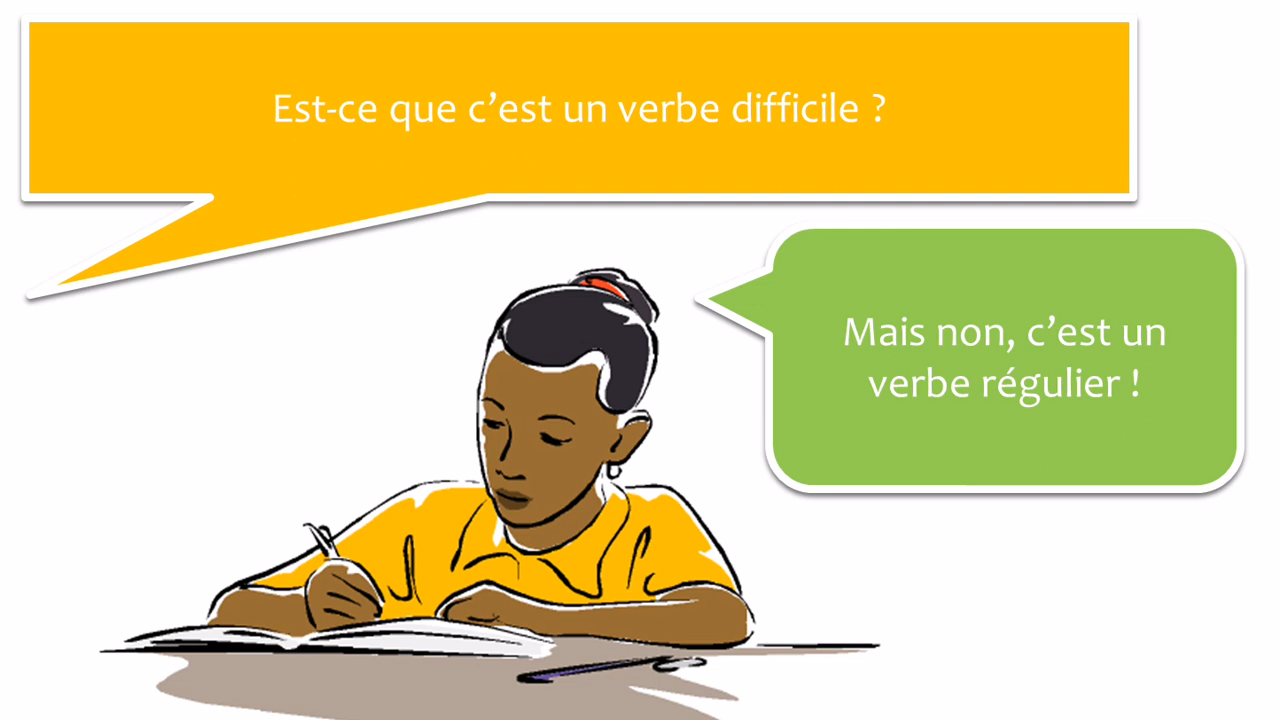 Est-ce que c’est un verbe difficile ?
Mais non, c’est un
verbe régulier !